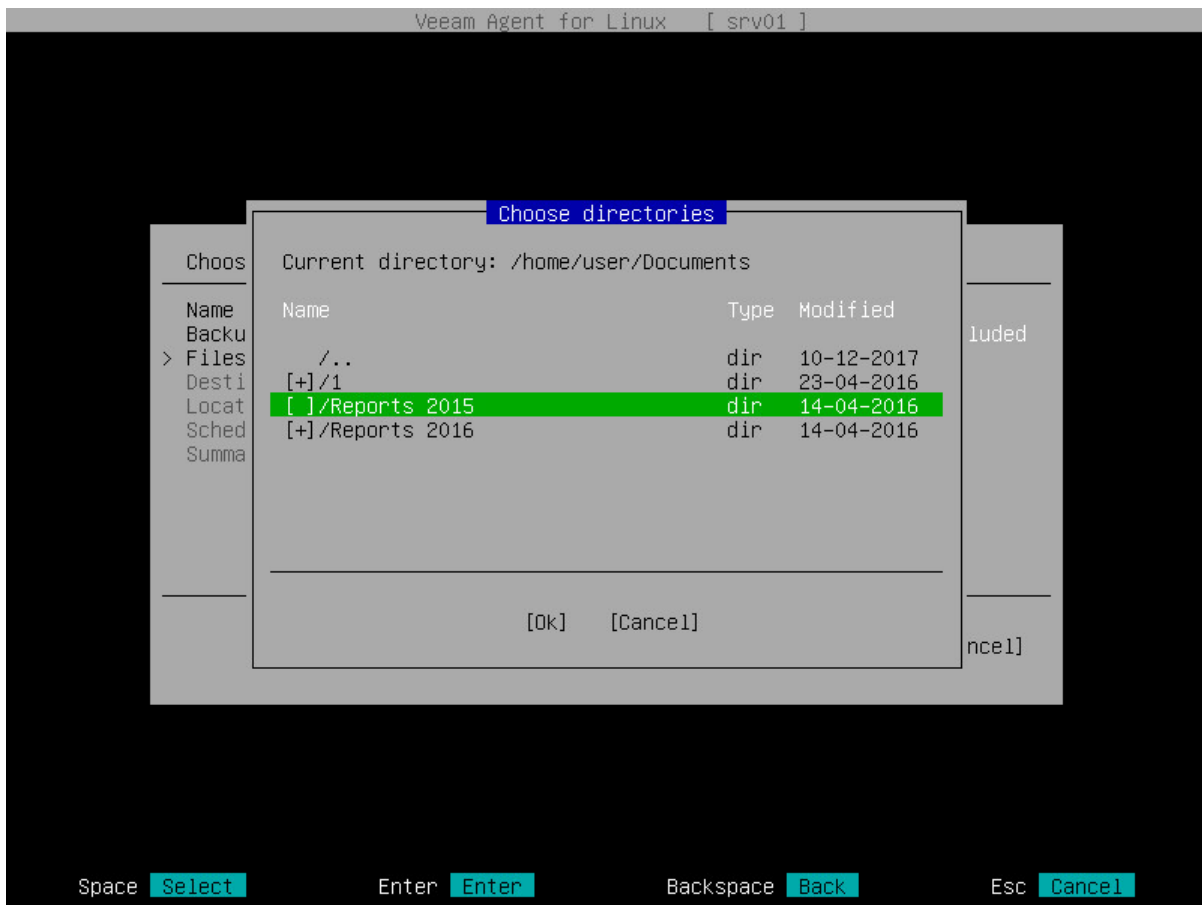 Veeam Agent for Linux [ srv01 ]
Choose directories
Choos
Current directory: /home/user/Documents
Name
Name Type Modified
Backu
luded
> Files
/.. dir 10-12-2017
Desti
[+]/1 dir 23-04-2016
Locat
[ ]/Reports 2015 dir 14-04-2016
Sched
[+]/Reports 2016 dir 14-04-2016
Summa
[Ok] [Cancel]
ncel]
Space Select Enter Enter Backspace Back Esc Cancel